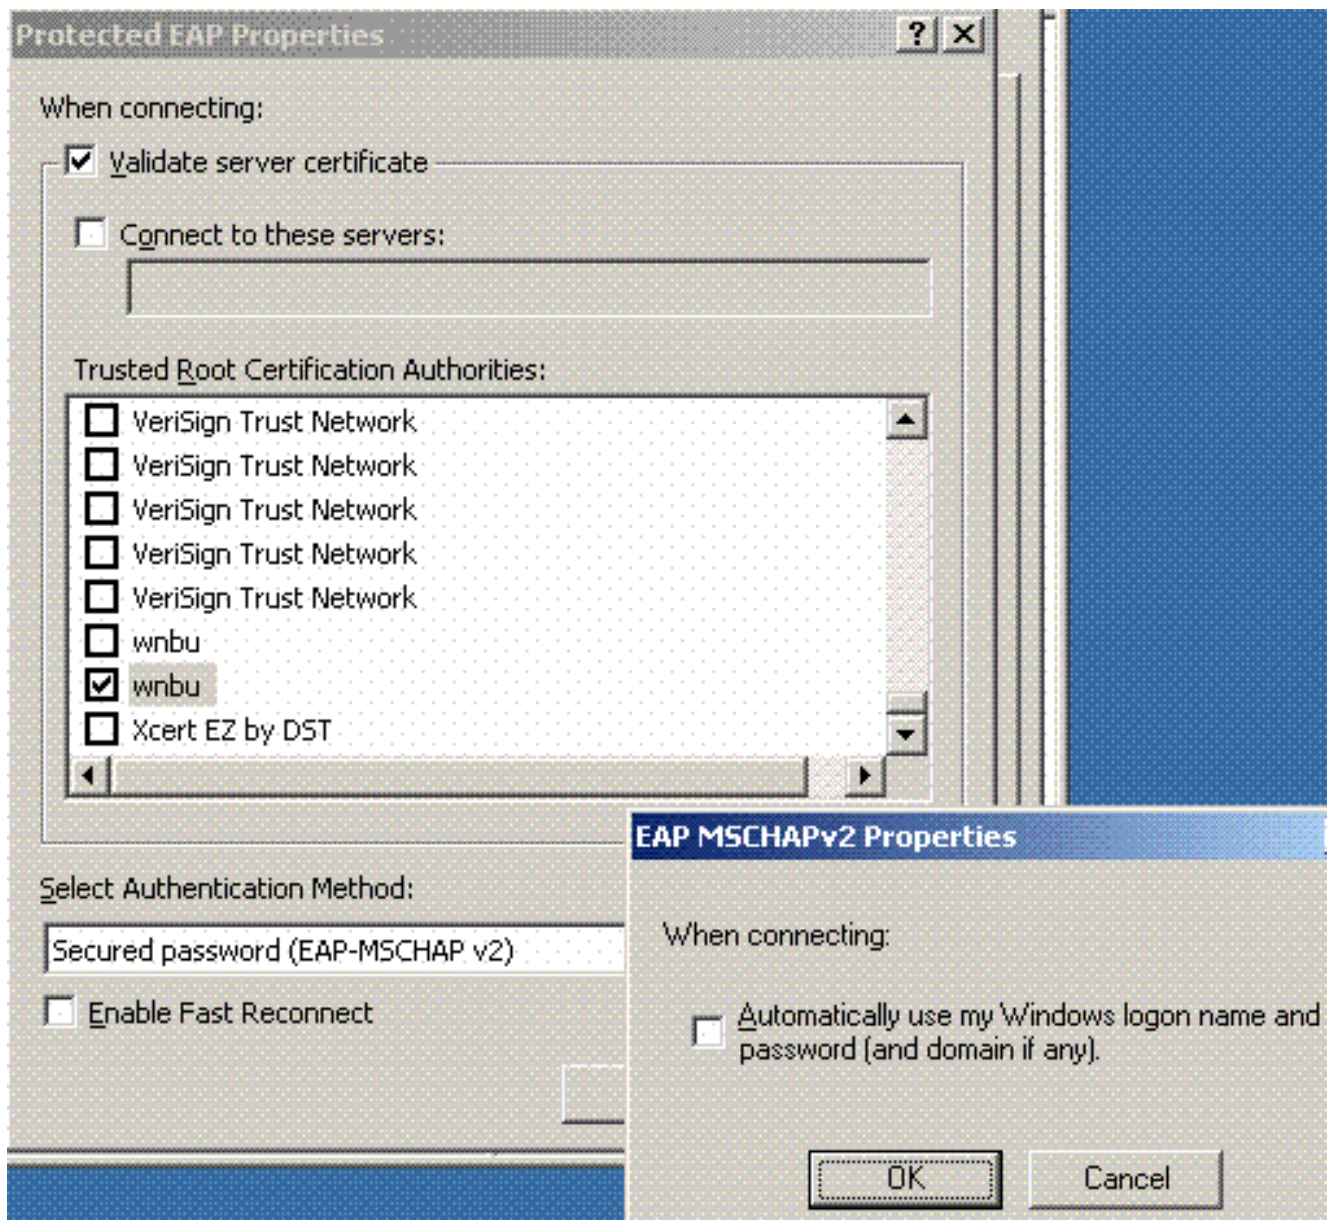 Protected EAP Properties
When connecting:
Validate server certificate
Connect to these servers:
Trusted Root Certification Authorities:
VeriSign Trust Network
VeriSign Trust Network
VeriSign Trust Network
VeriSign Trust Network
VeriSign Trust Network
wnbu
wnbu
Xcert EZ by DST
Select Authentication Method:
Secured password (EAP-MSCHAP v2)
Enable Fast Reconnect
EAP MSCHAPv2 Properties
When connecting:
Automatically use my Windows logon name and
password (and domain if any).
OK
Cancel